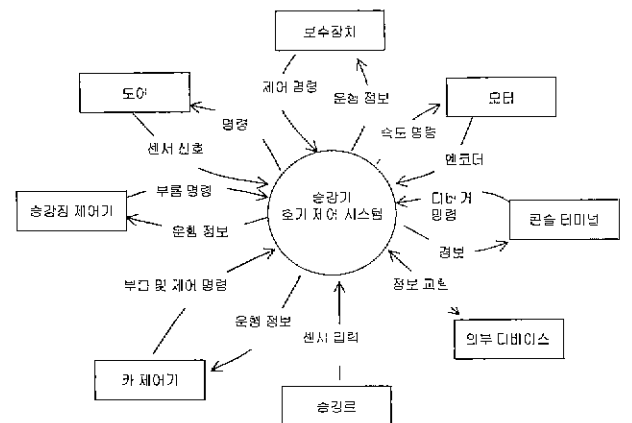 보수장치
제어 명령
운행 정보
도어
명령
모터
속도 명령
센서 신호
엔코더
승강기
호기 제어 시스템
부름 명령
디버거
명령
승강장 제어기
운행 정보
콘솔 터미널
경보
정보 교환
부름 및 제어 명령
운행 정보
센서 입력
외부 디바이스
카 제어기
승강로